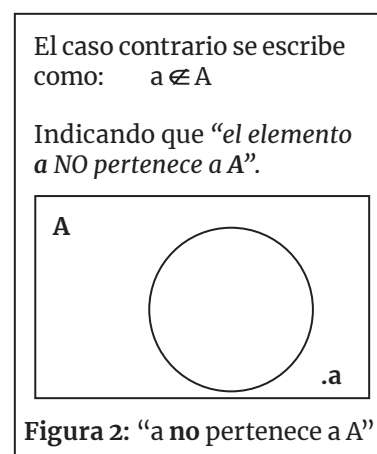 El caso contrario se escribe
como: a ∉ A
Indicando que “el elemento
a NO pertenece a A”.
A
.a
Figura 2: “a no pertenece a A”